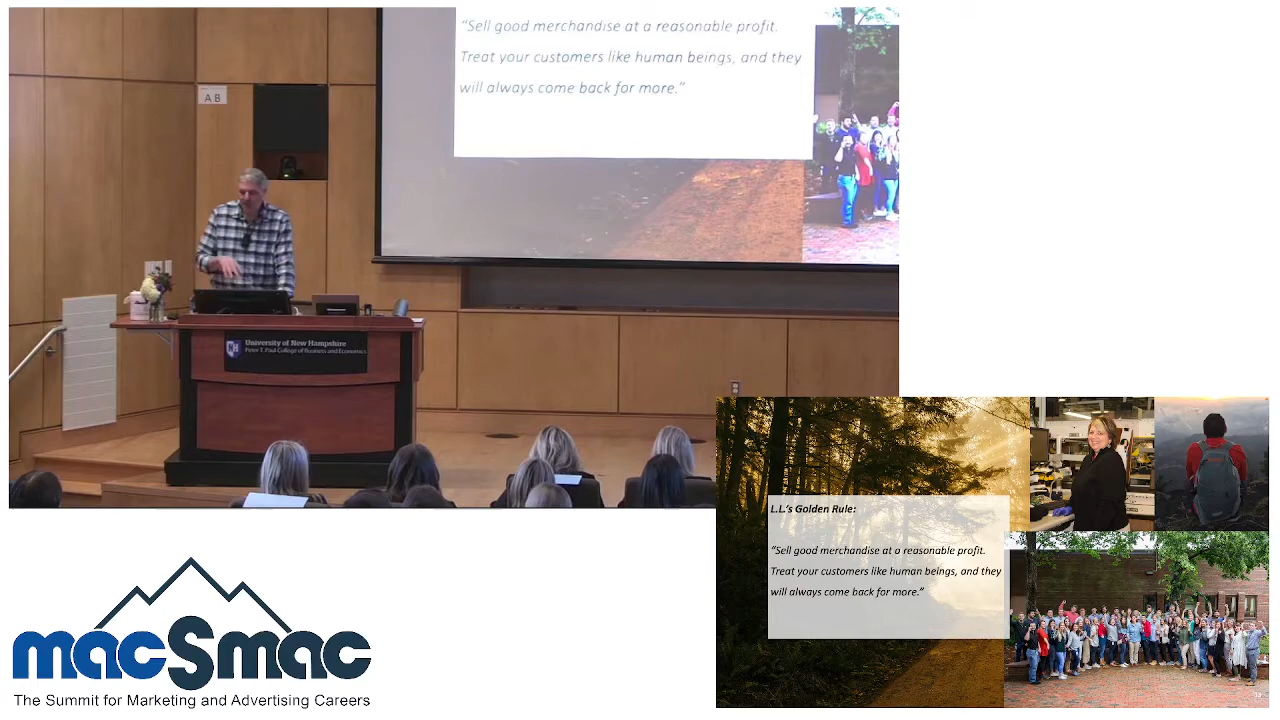 "Sell good merchandise at a reasonable profit.
Treat your customers like human beings, and they
will always come back for more."
A B
University of New Hampshire
Peter T. Paul College of Business and Economics
L.L.'s Golden Rule:
"Sell good merchandise at a reasonable profit.
Treat your customers like human beings, and they
will always come back for more."
macSmac
The Summit for Marketing and Advertising Careers